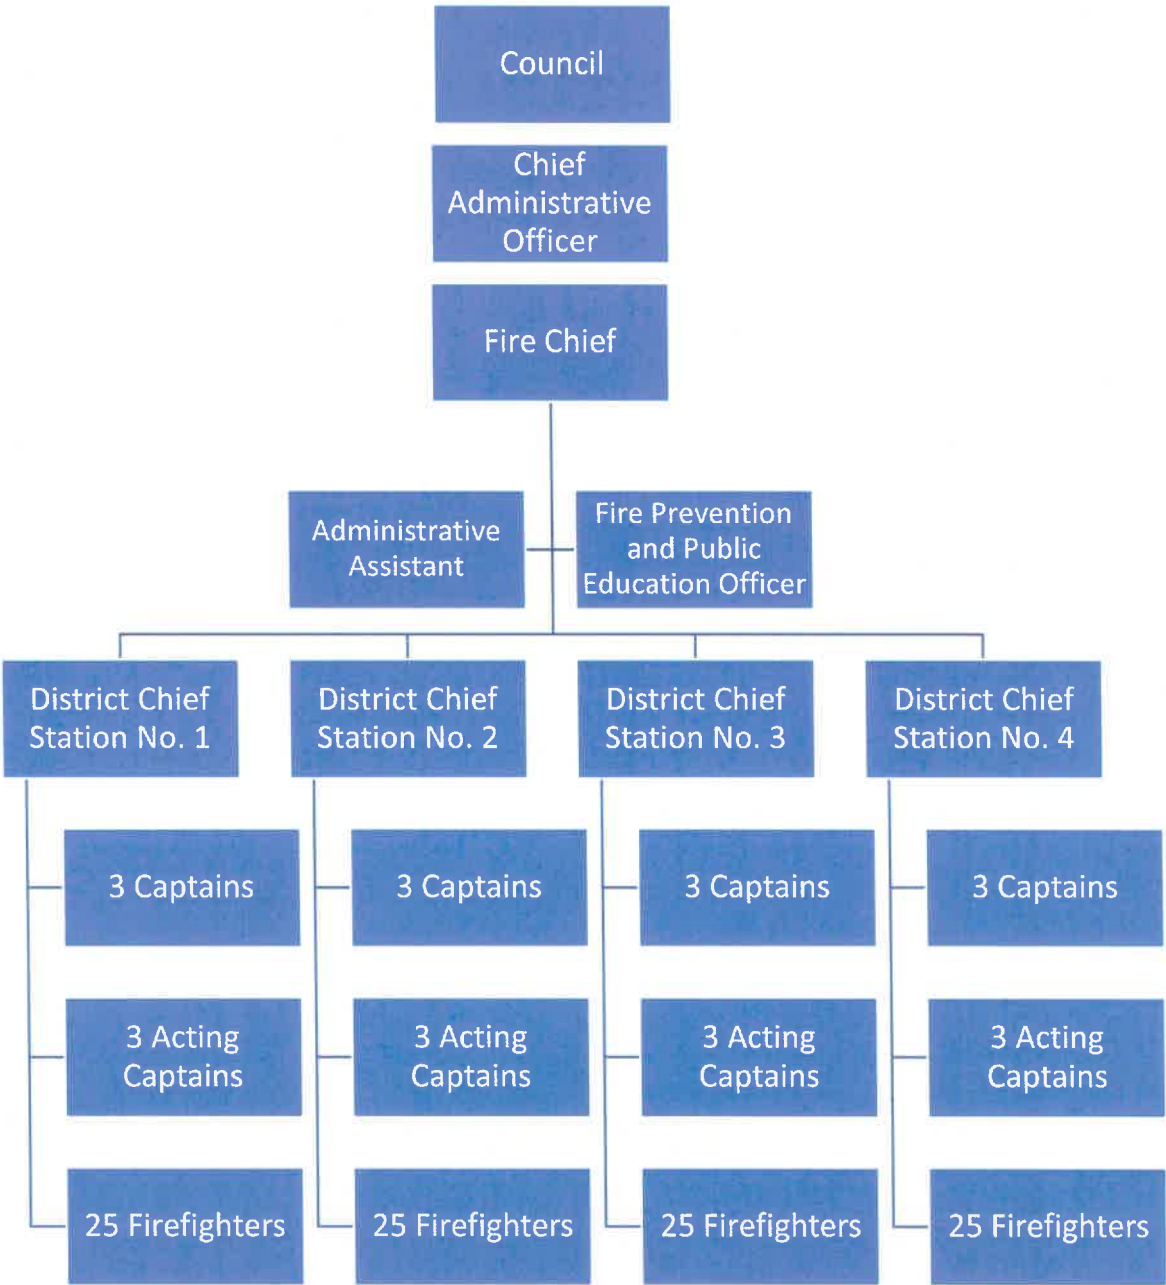 Council
Chief
Administrative
Officer
Fire Chief
Administrative
Assistant
Fire Prevention
and Public
Education Officer
District Chief
Station No. 1
District Chief
Station No. 2
District Chief
Station No. 3
District Chief
Station No. 4
3 Captains
3 Captains
3 Captains
3 Captains
3 Acting
Captains
3 Acting
Captains
3 Acting
Captains
3 Acting
Captains
25 Firefighters
25 Firefighters
25 Firefighters
25 Firefighters